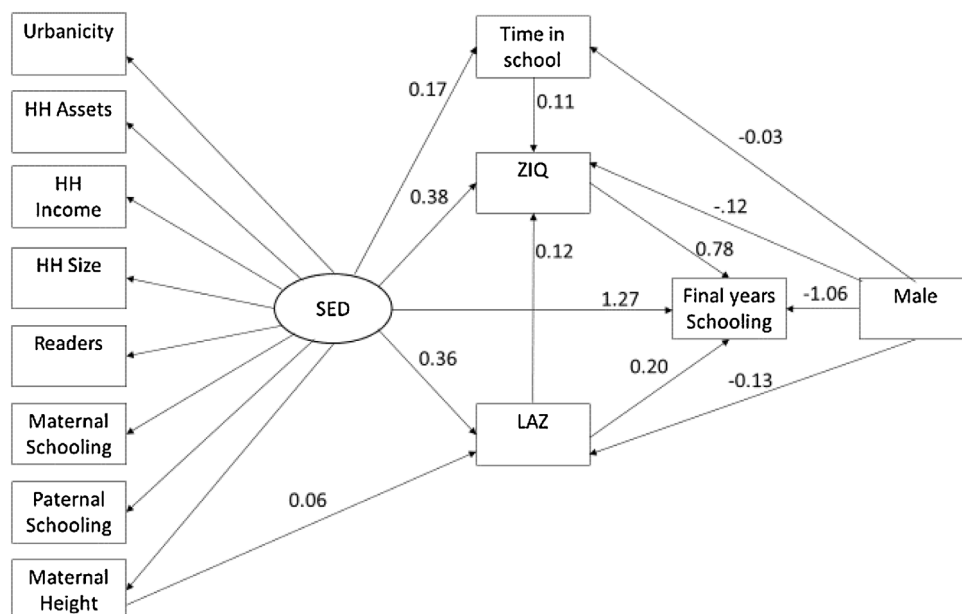 Urbanicity
HH Assets
HH
Income
HH Size
Readers
Maternal
Schooling
Paternal
Schooling
Maternal
Height
SED
Time in
school
0.17
0.11
-0.03
ZIQ
0.38
-.12
0.12
0.78
Final years
Schooling
1.27
-1.06
Male
0.36
0.20
-0.13
LAZ
0.06